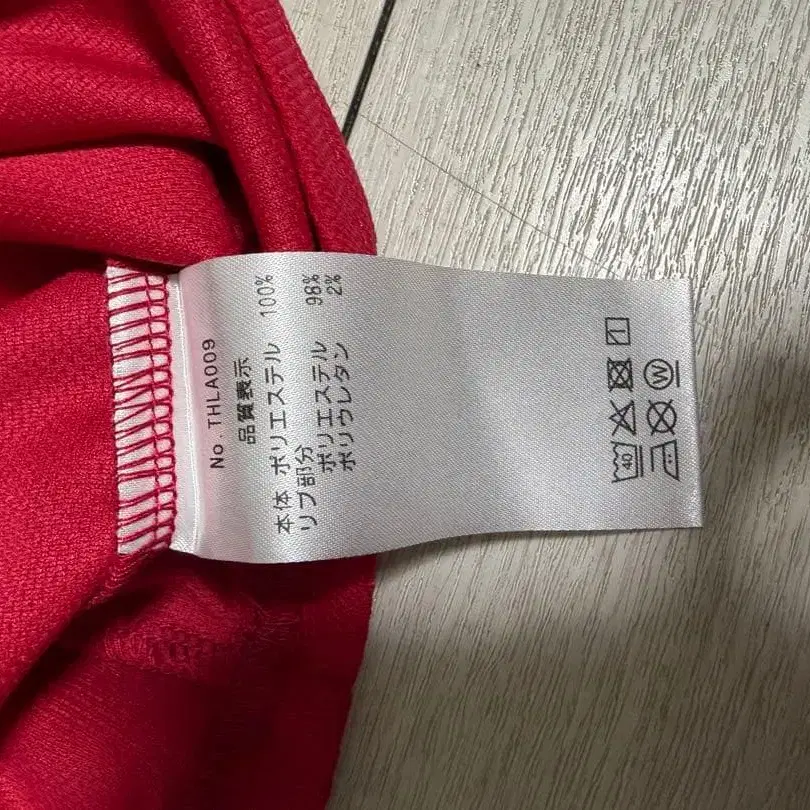 No. THLA009
品質表示
本体 ポリエステル 100%
リブ部分
ポリエステル 98%
ポリウレタン 2%
40
W